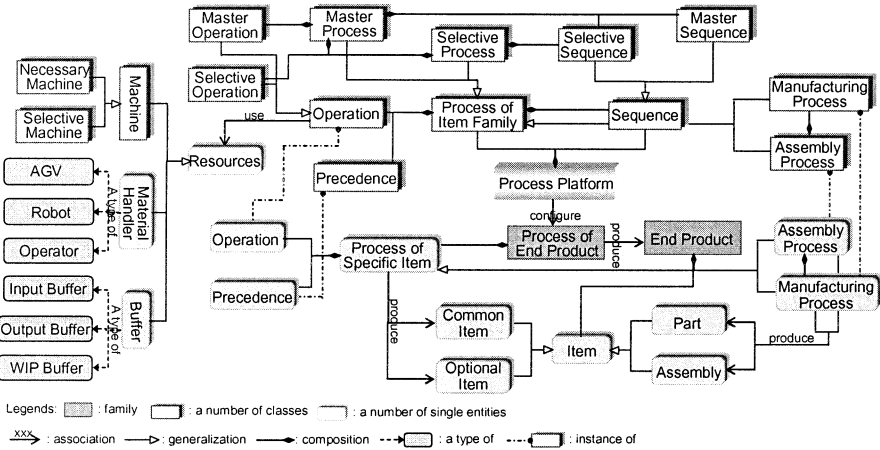 Master
Operation
Master
Process
Master
Sequence
Selective
Process
Selective
Sequence
Necessary
Machine
Selective
Machine
Machine
Selective
Operation
Operation
use
Process of
Item Family
Sequence
Manufacturing
Process
Assembly
Process
Resources
Precedence
Process Platform
configure
AGV
Robot
Operator
A type of
Material
Handler
Operation
Precedence
Process of
Specific Item
Process of
End Product
produce
End Product
Assembly
Process
Manufacturing
Process
Input Buffer
Output Buffer
WIP Buffer
A type of
Buffer
produce
Common
Item
Optional
Item
Item
Part
Assembly
produce
Legends: : family : a number of classes : a number of single entities
xxx : association : generalization : composition : a type of : instance of